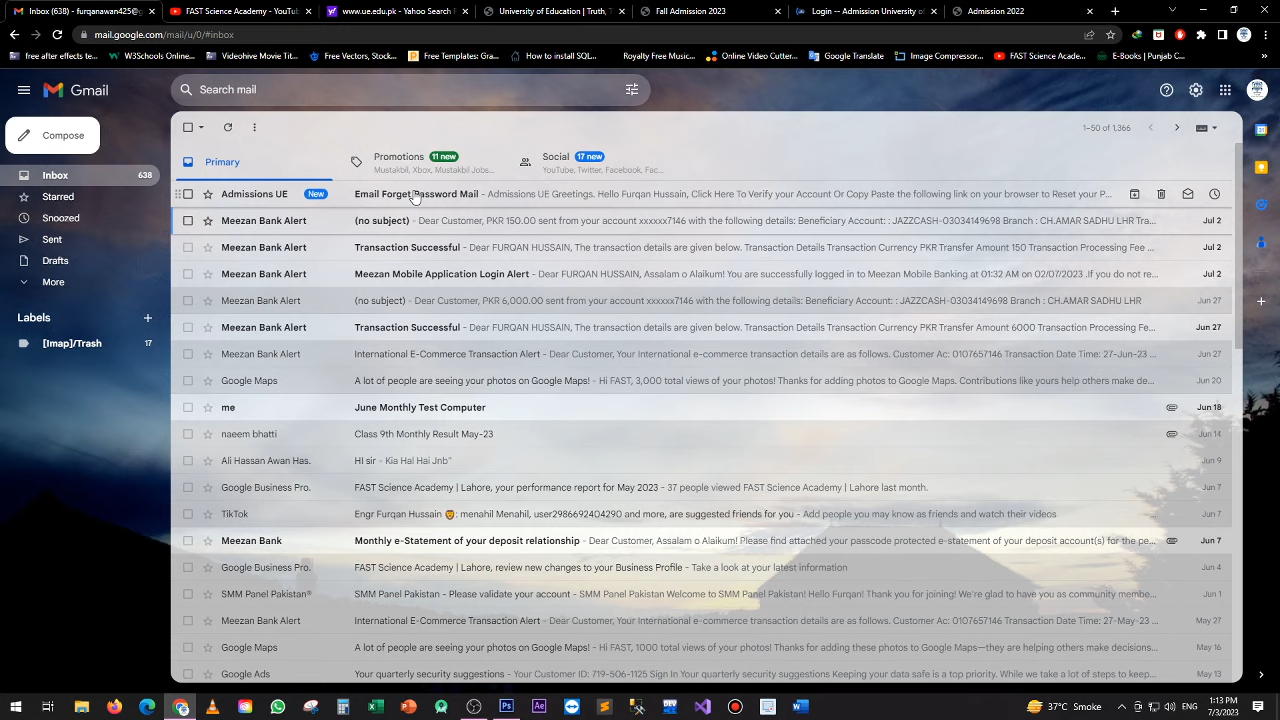 Inbox (638) - furqanawan425@g
FAST Science Academy - YouTub
www.ue.edu.pk - Yahoo Search R
University of Education | Truth T
Fall Admission 2023
Login -- Admission University of
Admission 2022
mail.google.com/mail/u/0/#inbox
free after effects te...
W3Schools Online...
Videohive Motion...
Free Vectors, Stock...
Free Templates: Gra...
How to install SQL...
Royalty Free Music...
Online Video Cutter...
Google Translate
Image Compressor...
FAST Science Acade...
E-Books | Punjab C...
Gmail
Search mail
Compose
Inbox 638
Starred
Snoozed
Sent
Drafts
More
Labels
[Imap]/Trash 17
1–50 of 1,366
Primary
Promotions 11 new
Mustakbil, Xbox, Mustakbil Jobs...
Social 17 new
YouTube, Twitter, Facebook, Fac...
Admissions UE New Email Forget Password Mail - Admissions UE Greetings. Hello Furqan Hussain, Click Here To Verify your Account Or Copy Paste the following link on your browser to Reset your P...
Meezan Bank Alert (no subject) - Dear Customer, PKR 150.00 sent from your account xxxxxx7146 with the following details: Beneficiary Account: : JAZZCASH-03034149698 Branch : CH.AMAR SADHU LHR Tra... Jul 2
Meezan Bank Alert Transaction Successful - Dear FURQAN HUSSAIN, The transaction details are given below. Transaction Currency PKR Transfer Amount 150 Transaction Processing Fee ... Jul 2
Meezan Bank Alert Meezan Mobile Application Login Alert - Dear FURQAN HUSSAIN, Assalam o Alaikum! You are successfully logged in to Meezan Mobile Banking at 01:32 AM on 02/07/2023 .If you do not re... Jul 2
Meezan Bank Alert (no subject) - Dear Customer, PKR 6,000.00 sent from your account xxxxxx7146 with the following details: Beneficiary Account: : JAZZCASH-03034149698 Branch : CH.AMAR SADHU LHR Jun 27
Meezan Bank Alert Transaction Successful - Dear FURQAN HUSSAIN, The transaction details are given below. Transaction Currency PKR Transfer Amount 6000 Transaction Processing Fe... Jun 27
Meezan Bank Alert International E-Commerce Transaction Alert - Dear Customer, Your International e-commerce transaction details are as follows. Customer Ac: 0107657146 Transaction Date Time: 27-Jun-23 ... Jun 27
Google Maps A lot of people are seeing your photos on Google Maps! - Hi FAST, 3,000 total views of your photos! Thanks for adding photos to Google Maps. Contributions like yours help others make de... Jun 20
me June Monthly Test Computer Jun 18
naeem bhatti Class 9th Monthly Result May-23 Jun 14
Ali Hassan Awan Has. HI sir - Kia Hal Hai Jnb" Jun 9
Google Business Pro. FAST Science Academy | Lahore, your performance report for May 2023 - 37 people viewed FAST Science Academy | Lahore last month. Jun 7
TikTok Engr Furqan Hussain 🦁: menahil Menahil, user2986692404290 and more, are suggested friends for you - Add people you may know as friends and watch their videos Jun 7
Meezan Bank Monthly e-Statement of your deposit relationship - Dear Customer, Assalam o Alaikum! Please find attached your passcode protected e-statement of your deposit account(s) for the pe... Jun 7
Google Business Pro. FAST Science Academy | Lahore, review new changes to your Business Profile - Take a look at your latest information Jun 4
SMM Panel Pakistan® SMM Panel Pakistan - Please validate your account - SMM Panel Pakistan Welcome to SMM Panel Pakistan! Hello Furqan! Thank you for joining! We're glad to have you as community membe... Jun 1
Meezan Bank Alert International E-Commerce Transaction Alert - Dear Customer, Your International e-commerce transaction details are as follows. Customer Ac: 0107657146 Transaction Date Time: 27-May-23 ... May 27
Google Maps A lot of people are seeing your photos on Google Maps! - Hi FAST, 1000 total views of your photos! Thanks for adding these photos to Google Maps—they are helping others make decisions.... May 16
Google Ads Your quarterly security suggestions - Your Customer ID: 719-506-1125 Sign In Your quarterly security suggestions Keeping your data safe is a top priority. While we take a lot of steps to keep... May 13
37°C Smoke
1:13 PM
7/3/2023